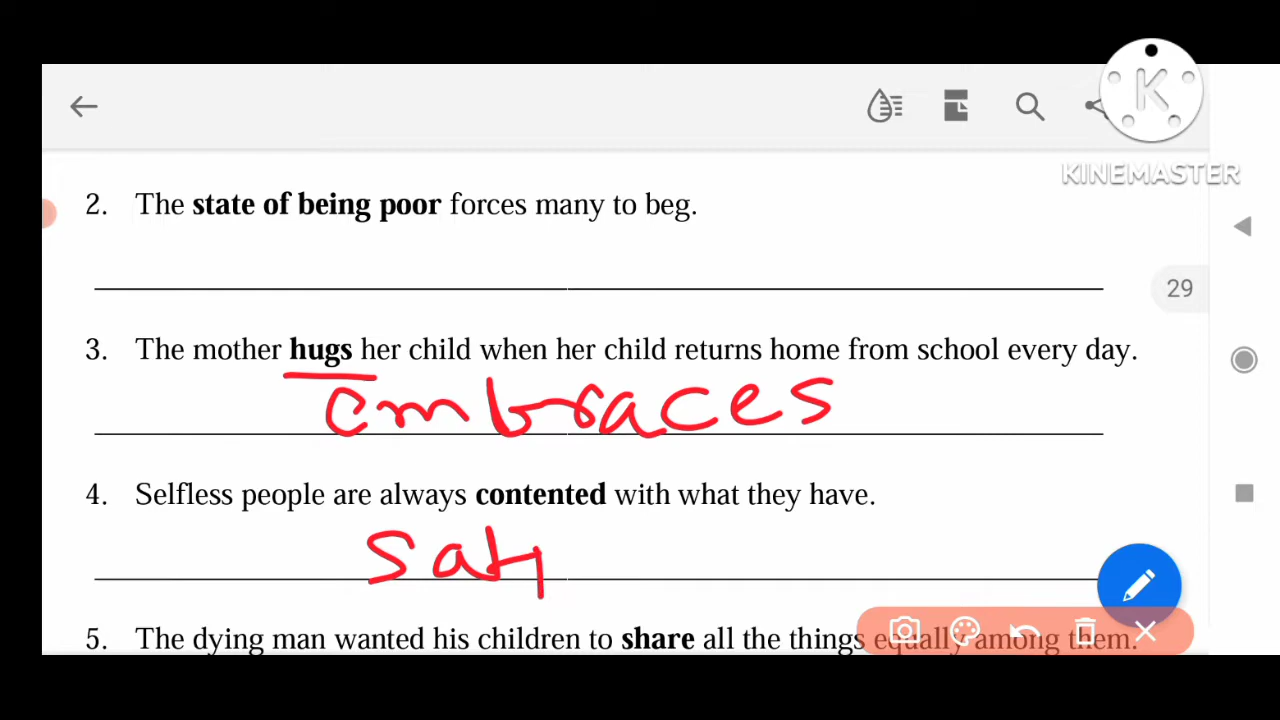 KINEMASTER
2. The state of being poor forces many to beg.
29
3. The mother hugs her child when her child returns home from school every day.
embraces
4. Selfless people are always contented with what they have.
sati
5. The dying man wanted his children to share all the things equally among them.